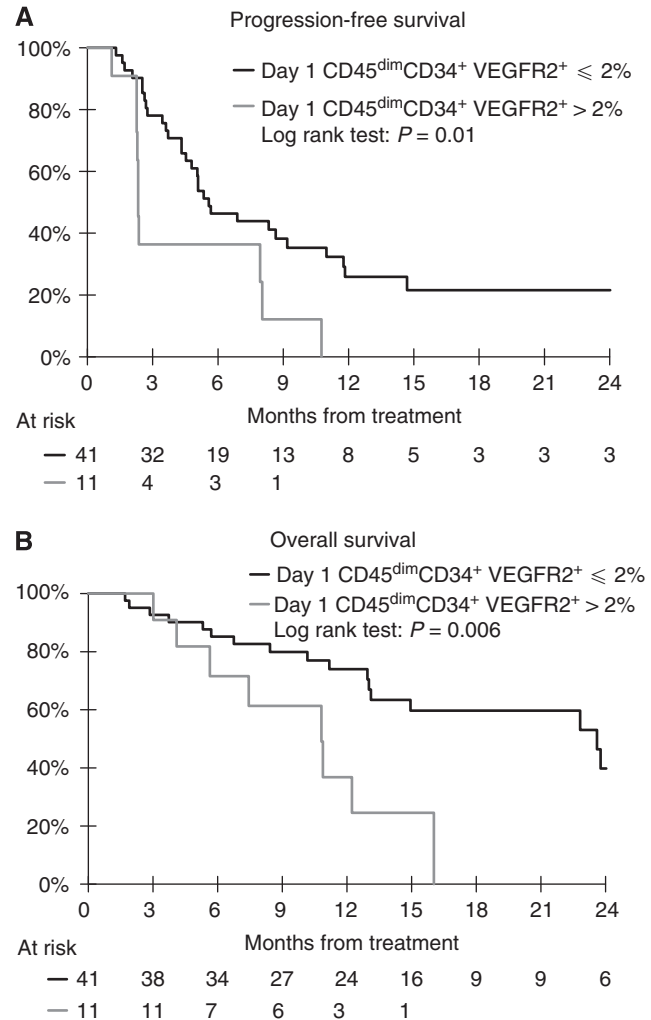 A
Progression-free survival
100%
80%
60%
40%
20%
0%
Day 1 CD45dimCD34+ VEGFR2+ ⩽ 2%
Day 1 CD45dimCD34+ VEGFR2+ > 2%
Log rank test: P = 0.01
0 3 6 9 12 15 18 21 24
Months from treatment
At risk
41 32 19 13 8 5 3 3 3
11 4 3 1
B
Overall survival
100%
80%
60%
40%
20%
0%
Day 1 CD45dimCD34+ VEGFR2+ ⩽ 2%
Day 1 CD45dimCD34+ VEGFR2+ > 2%
Log rank test: P = 0.006
0 3 6 9 12 15 18 21 24
Months from treatment
At risk
41 38 34 27 24 16 9 9 6
11 11 7 6 3 1